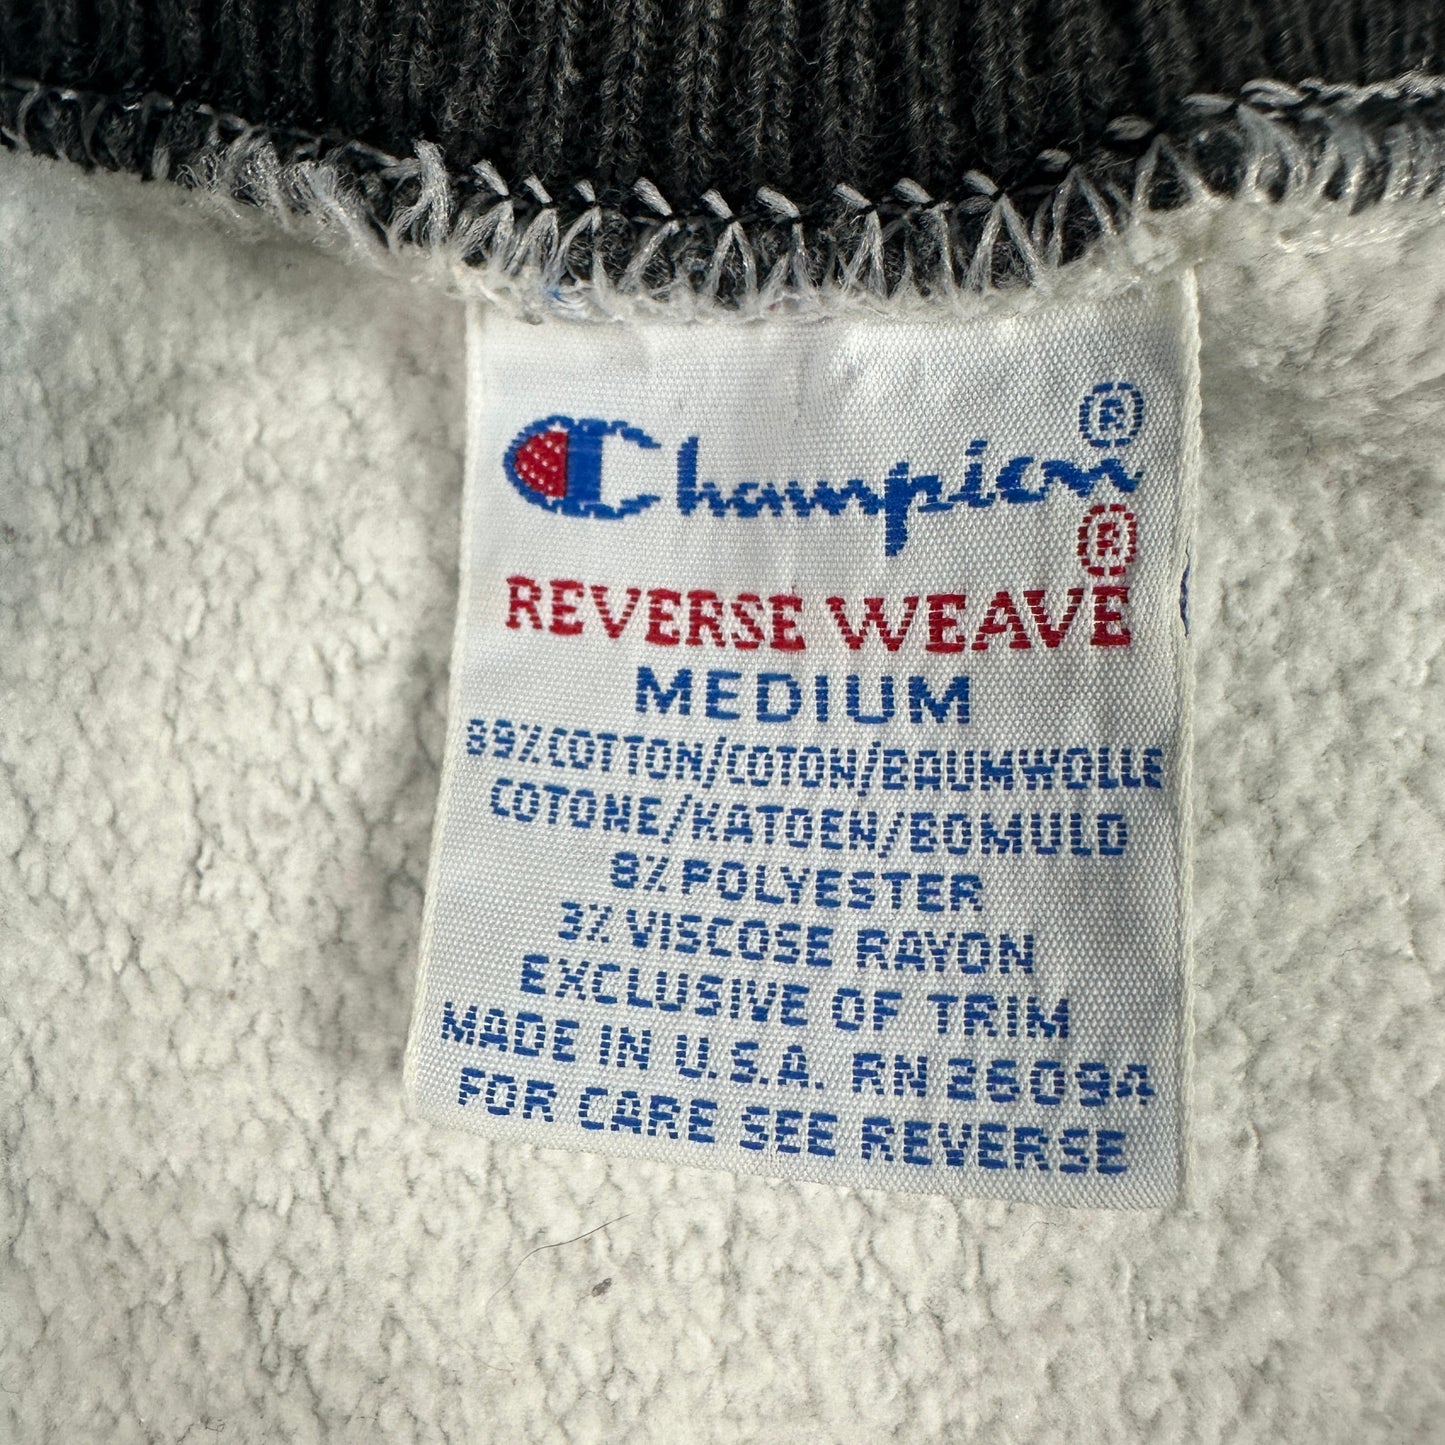 Champion®
REVERSE WEAVE®
MEDIUM
89% COTTON/COTON/BAUMWOLLE
COTONE/KATOEN/BOMULD
8% POLYESTER
3% VISCOSE RAYON
EXCLUSIVE OF TRIM
MADE IN U.S.A. RN 26094
FOR CARE SEE REVERSE